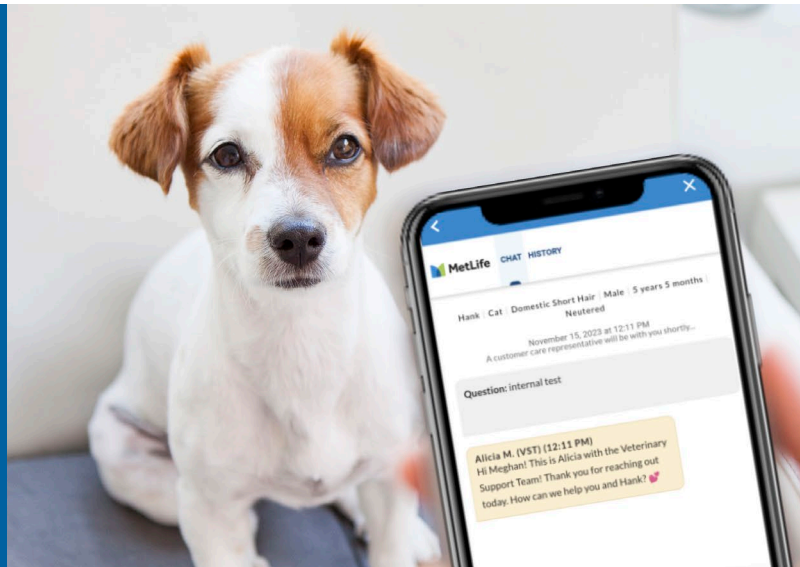 MetLife CHAT HISTORY
Hank | Cat | Domestic Short Hair | Male | 5 years 5 months |
Neutered
November 15, 2023 at 12:11 PM
A customer care representative will be with you shortly...
Question: internal test
Alicia M. (VST) (12:11 PM)
Hi Meghan! This is Alicia with the Veterinary
Support Team! Thank you for reaching out
today. How can we help you and Hank? 💕